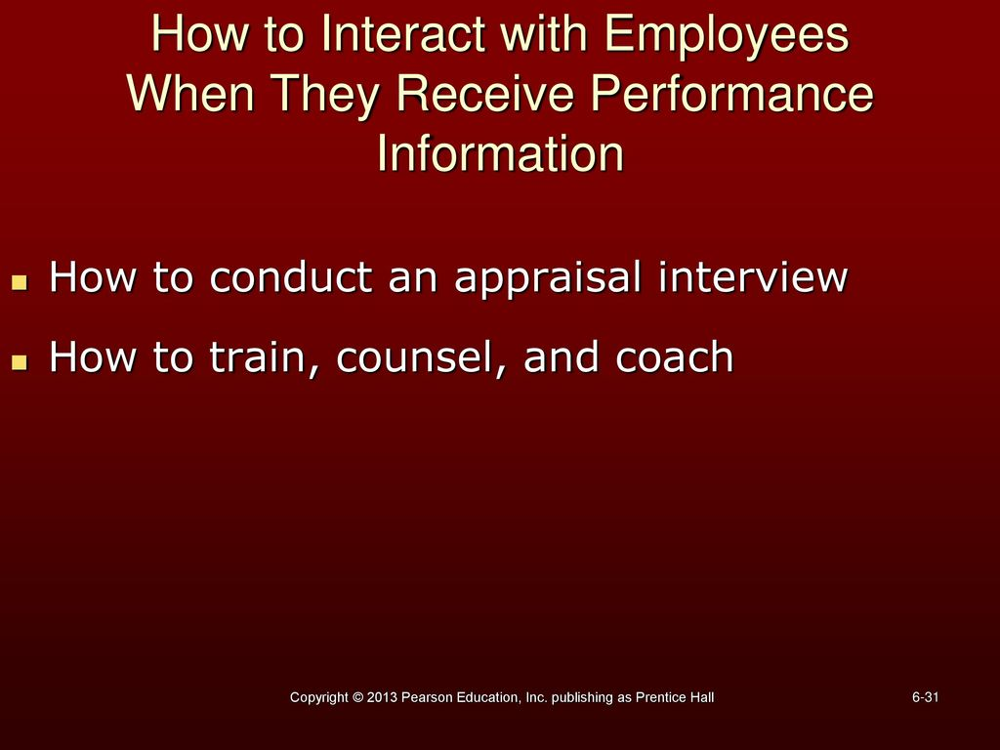 How to Interact with Employees
When They Receive Performance
Information
How to conduct an appraisal interview
How to train, counsel, and coach
Copyright © 2013 Pearson Education, Inc. publishing as Prentice Hall
6-31